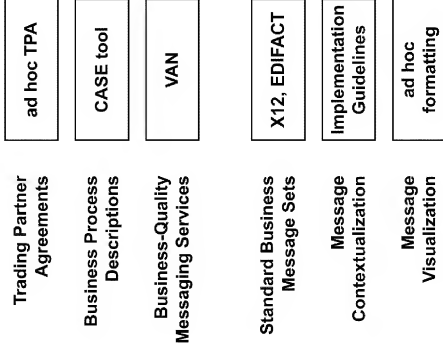 Trading Partner
Agreements
ad hoc TPA
Business Process
Descriptions
CASE tool
Business-Quality
Messaging Services
VAN
Standard Business
Message Sets
X12, EDIFACT
Message
Contextualization
Implementation
Guidelines
Message
Visualization
ad hoc
formatting